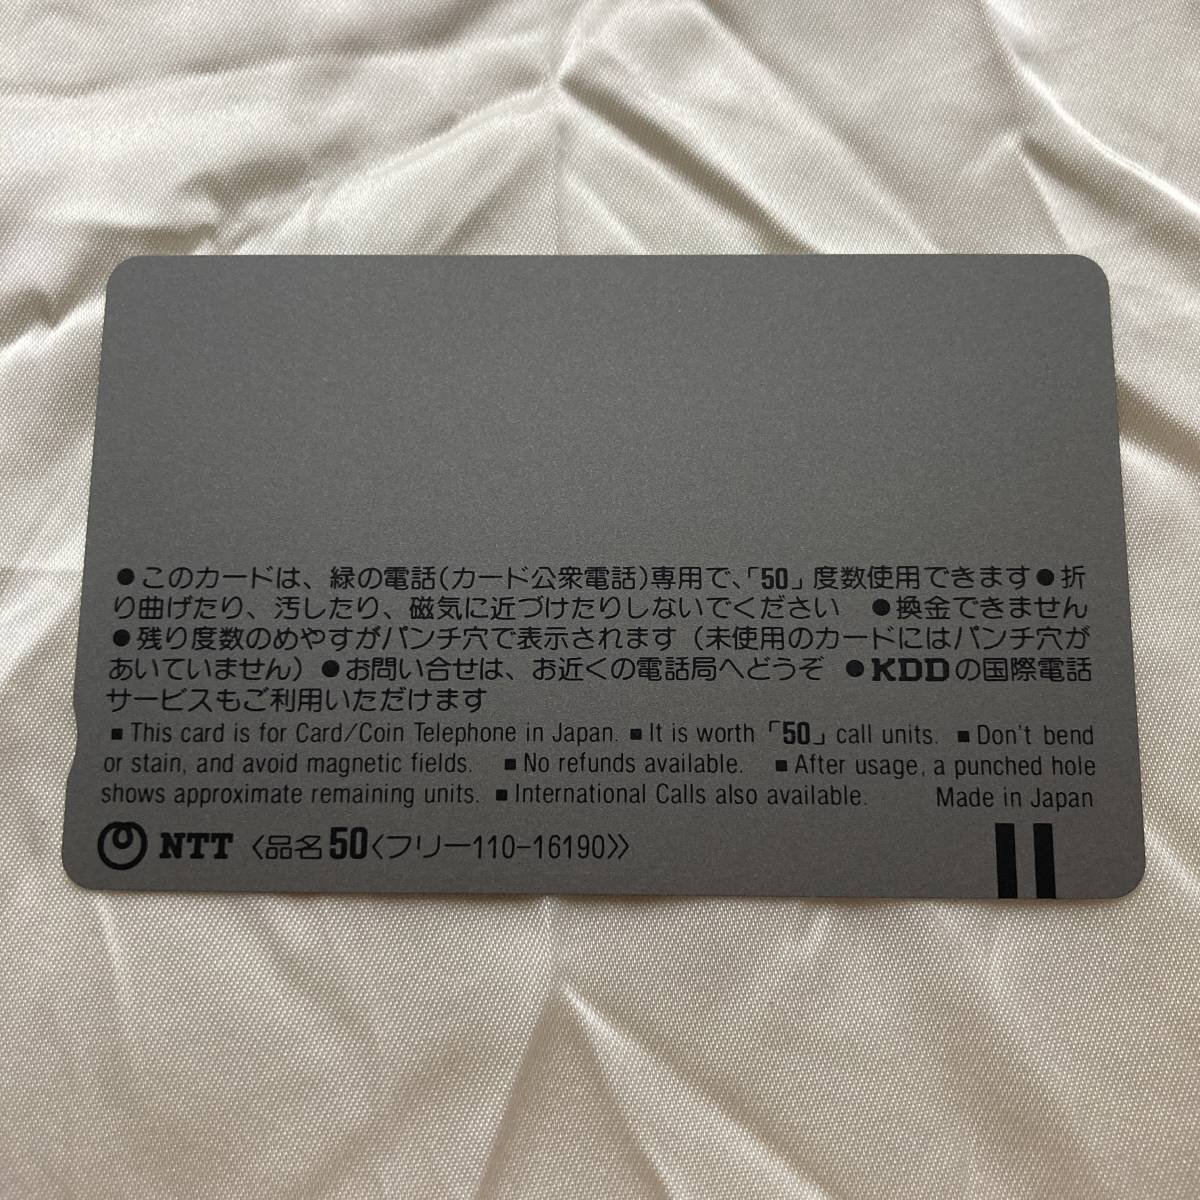 ●このカードは、緑の電話(カード公衆電話)専用で、「50」度数使用できます●折
り曲げたり、汚したり、磁気に近づけたりしないでください ●換金できません
●残り度数のめやすがパンチ穴で表示されます(未使用のカードにはパンチ穴が
あいていません)●お問い合せは、お近くの電話局へどうぞ ●KDDの国際電話
サービスもご利用いただけます
■This card is for Card/Coin Telephone in Japan. ■It is worth「50」call units. ■Don't bend
or stain, and avoid magnetic fields. ■No refunds available. ■After usage, a punched hole
shows approximate remaining units. ■International Calls also available. Made in Japan
NTT〈品名50〈フリー110-16190〉〉